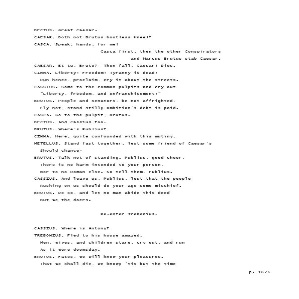 DECIUS. Great Caesar.
CAESAR. Doth not Brutus bootless kneel?
CASCA. Speak, hands, for me!
Casca first, then the other Conspirators
and Marcus Brutus stab Caesar.
CAESAR. Et tu, Brute? Then fall, Caesar! Dies.
CINNA. Liberty! Freedom! Tyranny is dead!
Run hence, proclaim, cry it about the streets.
CASSIUS. Some to the common pulpits and cry out
"Liberty, freedom, and enfranchisement!"
BRUTUS. People and senators, be not affrighted,
Fly not, stand still; ambition's debt is paid.
CASCA. Go to the pulpit, Brutus.
DECIUS. And Cassius too.
BRUTUS. Where's Publius?
CINNA. Here, quite confounded with this mutiny.
METELLUS. Stand fast together, lest some friend of Caesar's
Should chance-
BRUTUS. Talk not of standing. Publius, good cheer,
There is no harm intended to your person,
Nor to no Roman else. So tell them, Publius.
CASSIUS. And leave us, Publius, lest that the people
Rushing on us should do your age some mischief.
BRUTUS. Do so, and let no man abide this deed
But we the doers.
Re-enter Trebonius.
CASSIUS. Where is Antony?
TREBONIUS. Fled to his house amazed.
Men, wives, and children stare, cry out, and run
As it were doomsday.
BRUTUS. Fates, we will know your pleasures.
That we shall die, we know; 'tis but the time